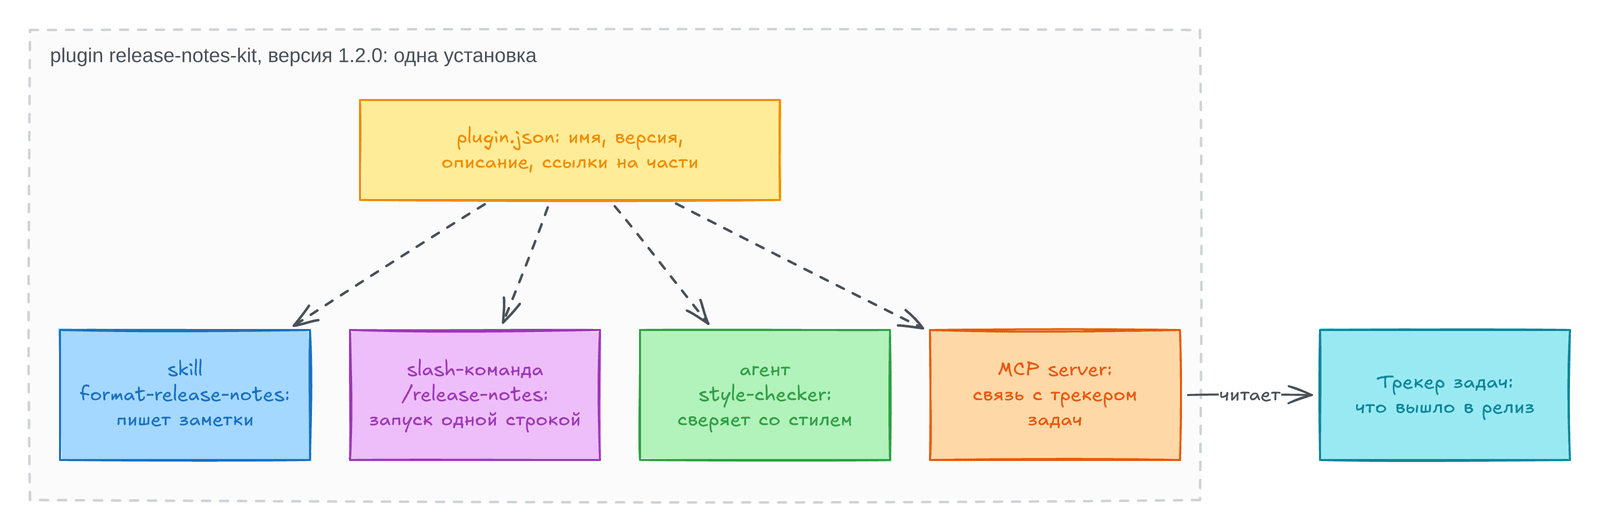 plugin release-notes-kit, версия 1.2.0: одна установка
plugin.json: имя, версия,
описание, ссылки на части
skill
format-release-notes:
пишет заметки
slash-команда
/release-notes:
запуск одной строкой
агент
style-checker:
сверяет со стилем
MCP server:
связь с трекером
задач
читает
Трекер задач:
что вышло в релиз